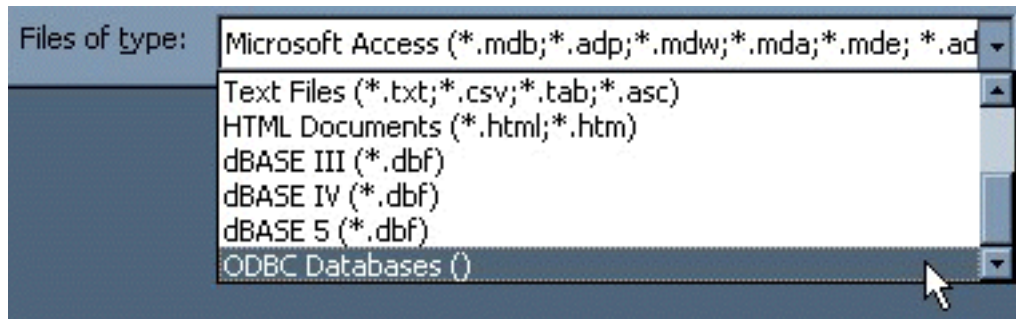 Files of type:
Microsoft Access (*.mdb;*.adp;*.mdw;*.mda;*.mde; *.ad
Text Files (*.txt;*.csv;*.tab;*.asc)
HTML Documents (*.html;*.htm)
dBASE III (*.dbf)
dBASE IV (*.dbf)
dBASE 5 (*.dbf)
ODBC Databases ()